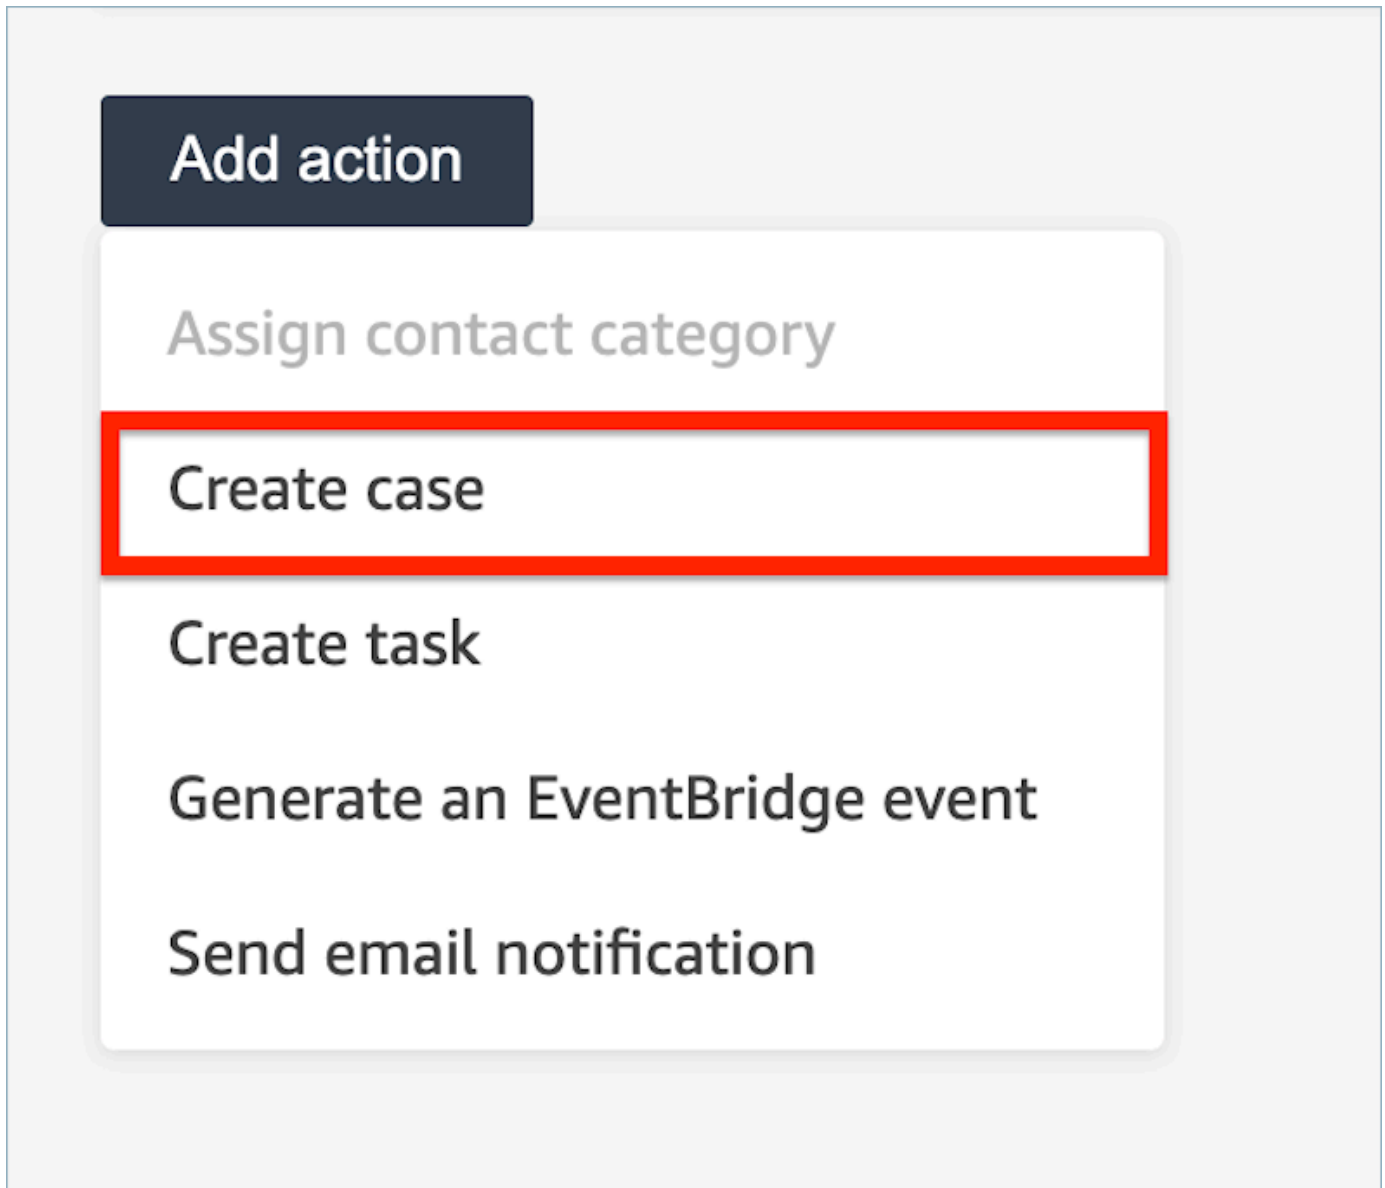 Add action
Assign contact category
Create case
Create task
Generate an EventBridge event
Send email notification